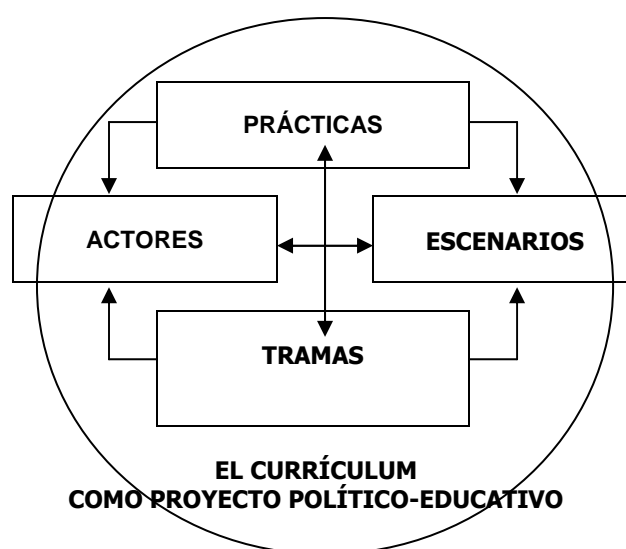 PRÁCTICAS
ACTORES
ESCENARIOS
TRAMAS
EL CURRÍCULUM
COMO PROYECTO POLÍTICO-EDUCATIVO